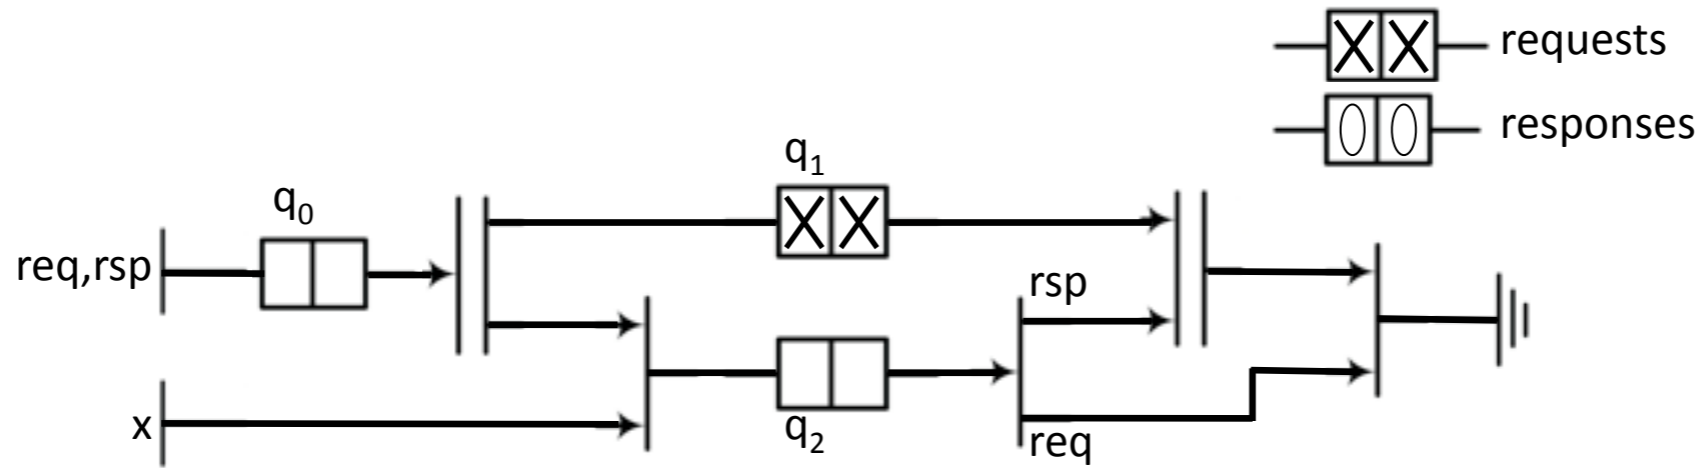 requests
responses
q1
q0
req,rsp
rsp
x
q2
req